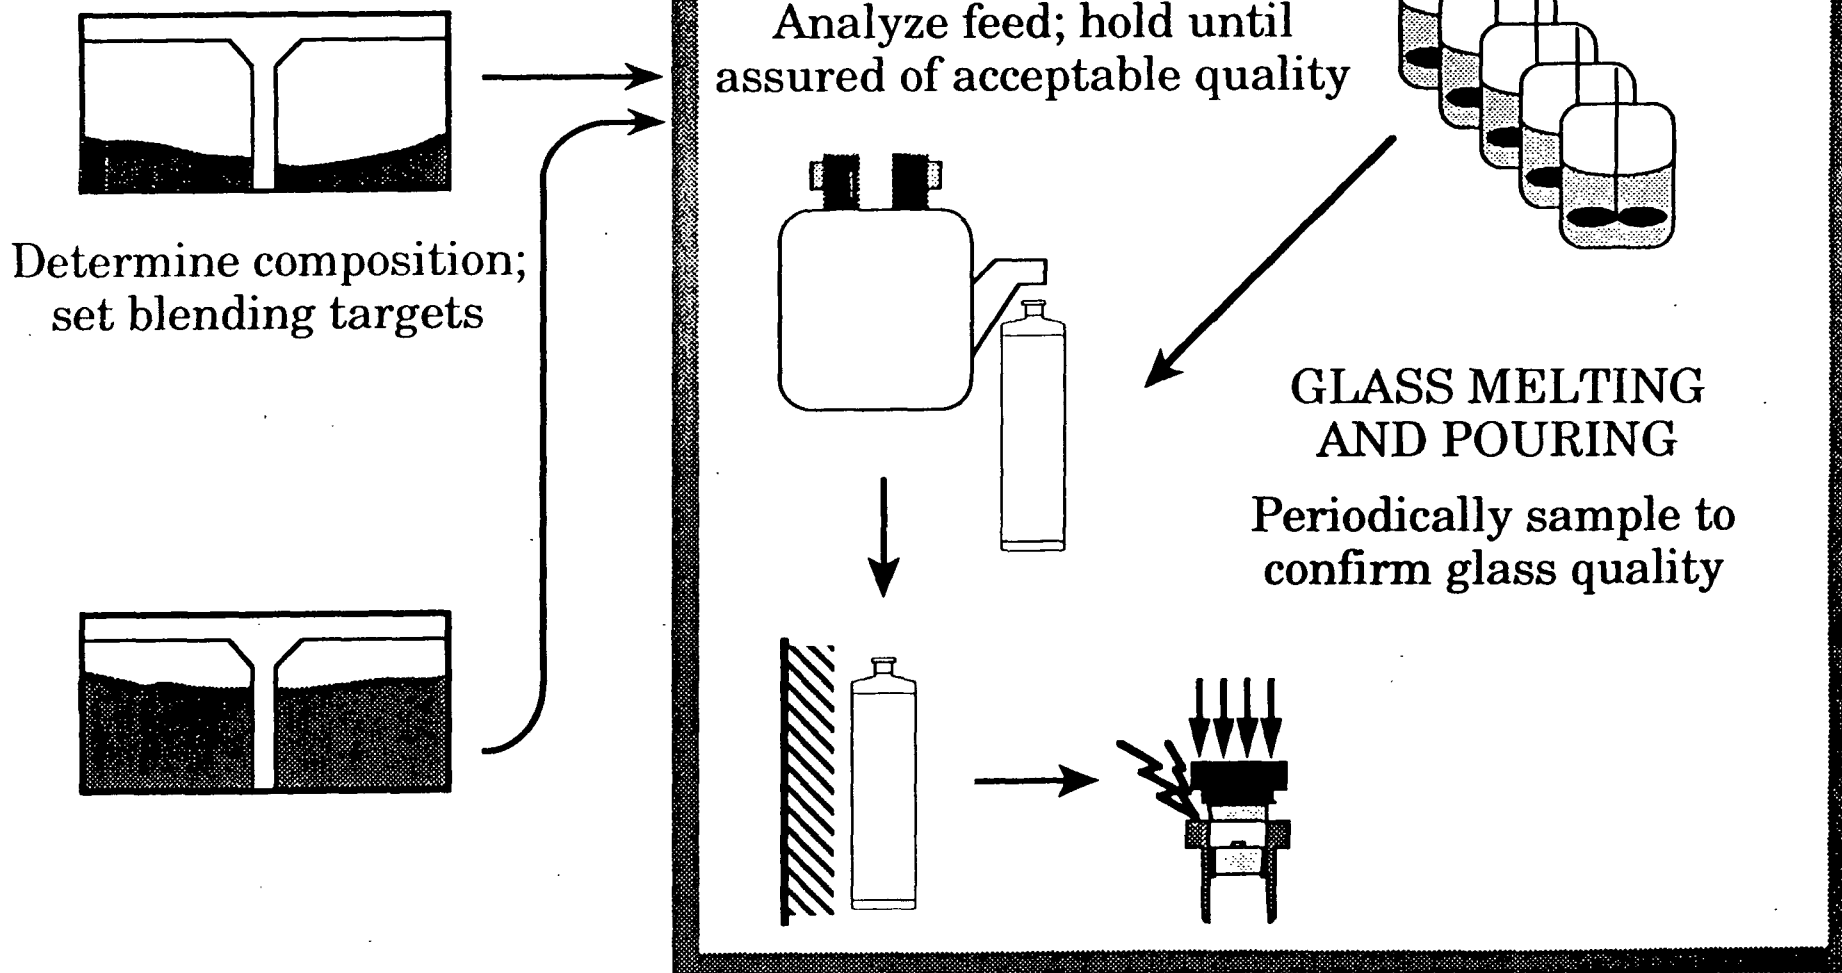 Analyze feed; hold until
assured of acceptable quality
Determine composition;
set blending targets
GLASS MELTING
AND POURING
Periodically sample to
confirm glass quality